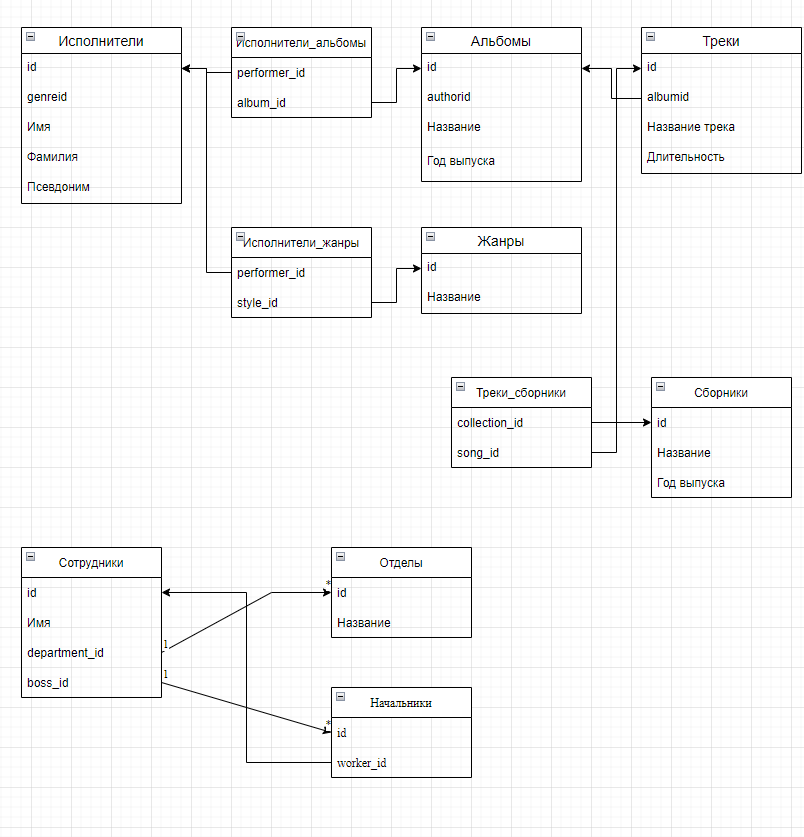 Исполнители
id
genreid
Имя
Фамилия
Псевдоним
Исполнители_альбомы
performer_id
album_id
Альбомы
id
authorid
Название
Год выпуска
Треки
id
albumid
Название трека
Длительность
Исполнители_жанры
performer_id
style_id
Жанры
id
Название
Треки_сборники
collection_id
song_id
Сборники
id
Название
Год выпуска
Сотрудники
id
Имя
department_id
boss_id
1
1
Отделы
*
id
Название
Начальники
*
id
worker_id